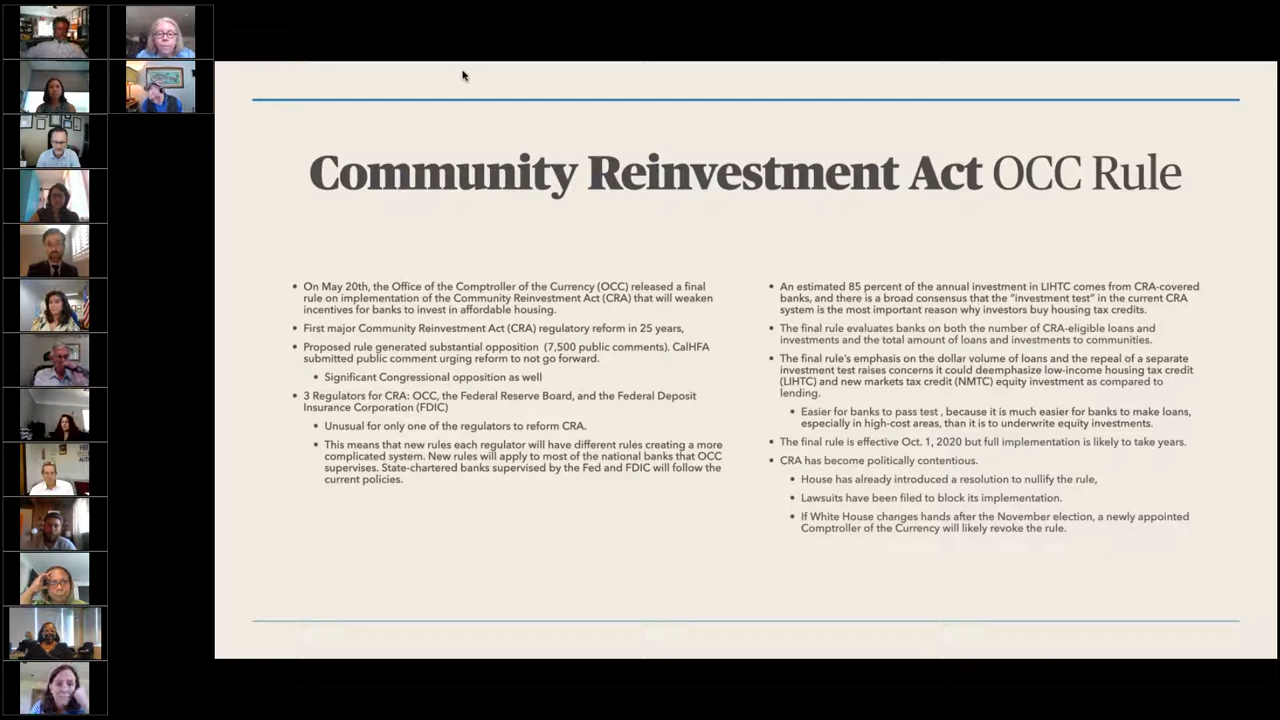 Community Reinvestment Act OCC Rule
• On May 20th, the Office of the Comptroller of the Currency (OCC) released a final
rule on implementation of the Community Reinvestment Act (CRA) that will weaken
incentives for banks to invest in affordable housing.
• First major Community Reinvestment Act (CRA) regulatory reform in 25 years,
• Proposed rule generated substantial opposition (7,500 public comments). CalHFA
submitted public comment urging reform to not go forward.
• Significant Congressional opposition as well
• 3 Regulators for CRA: OCC, the Federal Reserve Board, and the Federal Deposit
Insurance Corporation (FDIC)
• Unusual for only one of the regulators to reform CRA.
• This means that new rules each regulator will have different rules creating a more
complicated system. New rules will apply to most of the national banks that OCC
supervises. State-chartered banks supervised by the Fed and FDIC will follow the
current policies.
• An estimated 85 percent of the annual investment in LIHTC comes from CRA-covered
banks, and there is a broad consensus that the "investment test" in the current CRA
system is the most important reason why investors buy housing tax credits.
• The final rule evaluates banks on both the number of CRA-eligible loans and
investments and the total amount of loans and investments to communities.
• The final rule's emphasis on the dollar volume of loans and the repeal of a separate
investment test raises concerns it could deemphasize low-income housing tax credit
(LIHTC) and new markets tax credit (NMTC) equity investment as compared to
lending.
• Easier for banks to pass test , because it is much easier for banks to make loans,
especially in high-cost areas, than it is to underwrite equity investments.
• The final rule is effective Oct. 1, 2020 but full implementation is likely to take years.
• CRA has become politically contentious.
• House has already introduced a resolution to nullify the rule,
• Lawsuits have been filed to block its implementation.
• If White House changes hands after the November election, a newly appointed
Comptroller of the Currency will likely revoke the rule.